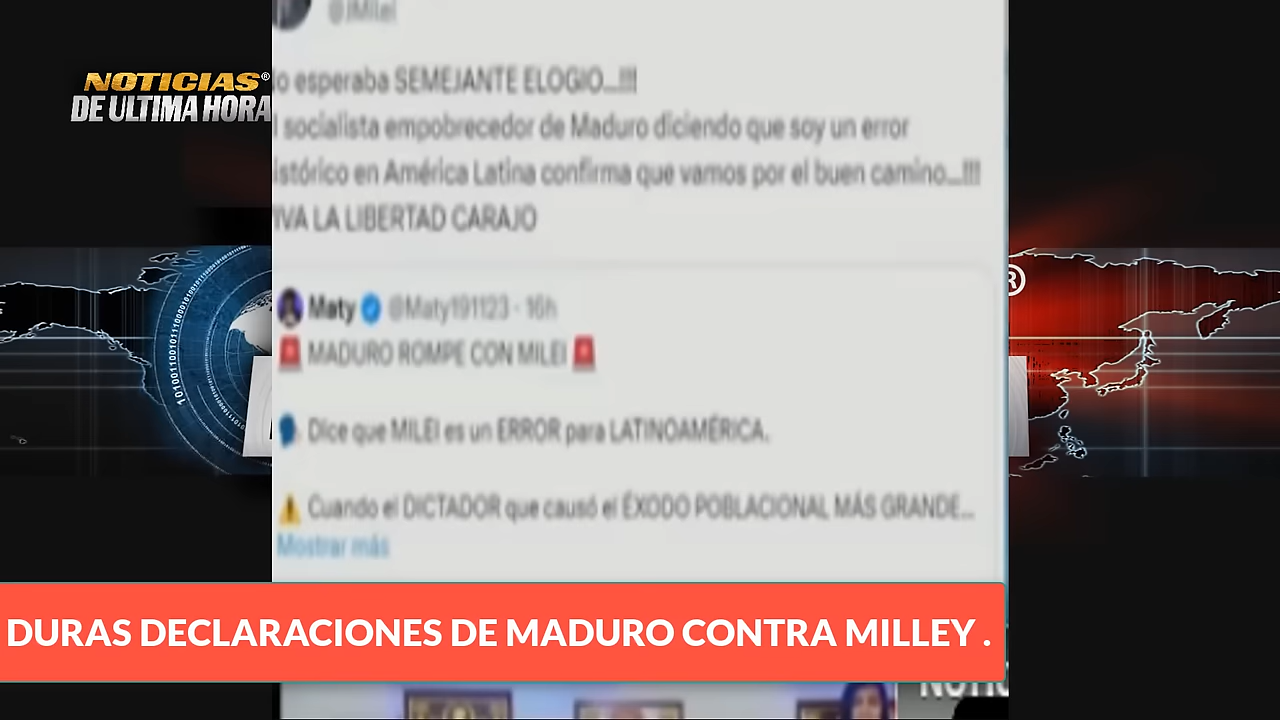 @JMilei
NOTICIAS®
DE ULTIMA HORA
o esperaba SEMEJANTE ELOGIO...!!!
l socialista empobrecedor de Maduro diciendo que soy un error
istórico en América Latina confirma que vamos por el buen camino...!!!
IVA LA LIBERTAD CARAJO
®
Maty @Maty191123 · 16h
🚨 MADURO ROMPE CON MILEI 🚨
🗣 Dice que MILEI es un ERROR para LATINOAMÉRICA.
⚠️ Cuando el DICTADOR que causó el ÉXODO POBLACIONAL MÁS GRANDE...
Mostrar más
DURAS DECLARACIONES DE MADURO CONTRA MILLEY .